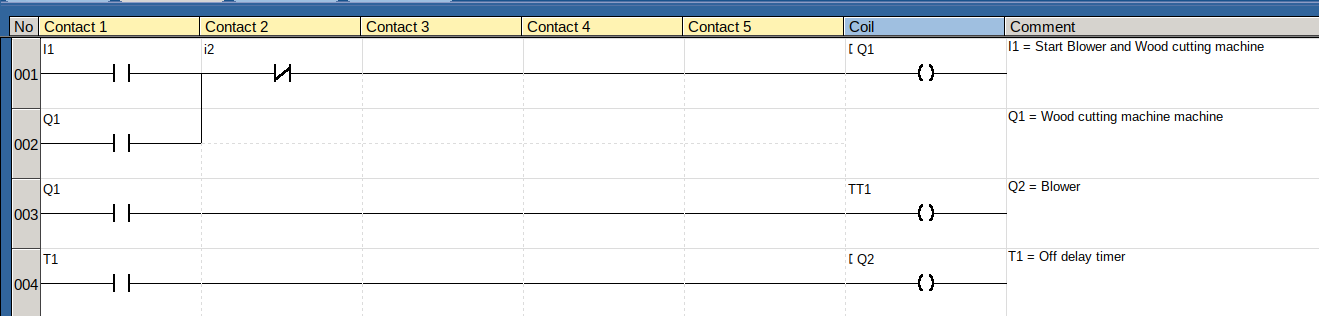 No Contact 1 Contact 2 Contact 3 Contact 4 Contact 5 Coil Comment
I1 i2 [ Q1 I1 = Start Blower and Wood cutting machine
001
Q1 Q1 = Wood cutting machine machine
002
Q1 TT1 Q2 = Blower
003
T1 [ Q2 T1 = Off delay timer
004